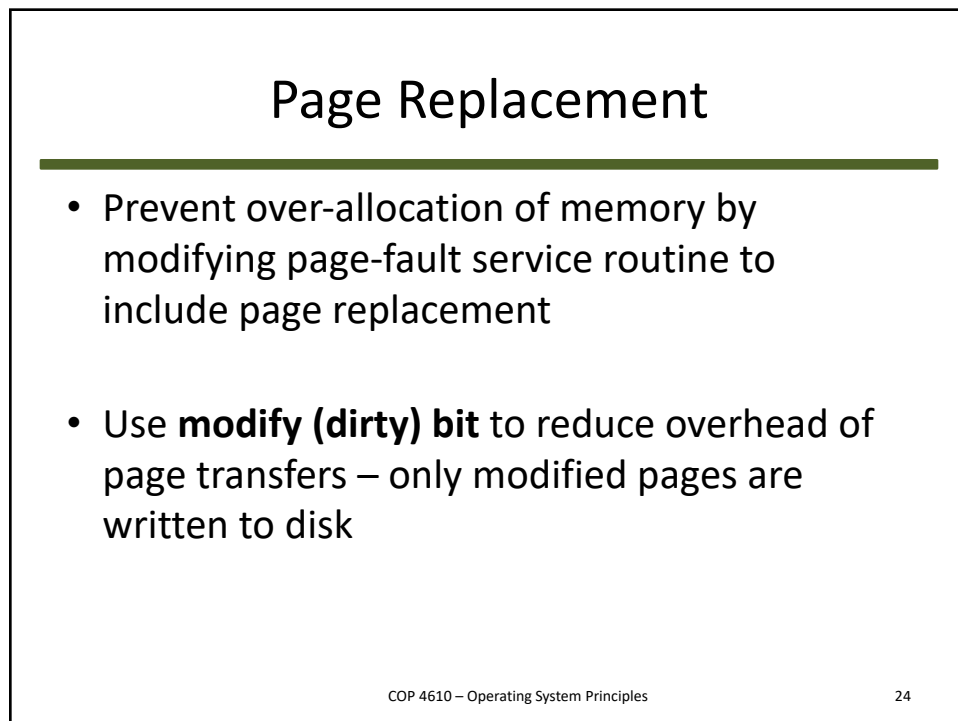 Page Replacement
• Prevent over-allocation of memory by
modifying page-fault service routine to
include page replacement
• Use modify (dirty) bit to reduce overhead of
page transfers – only modified pages are
written to disk
COP 4610 – Operating System Principles
24